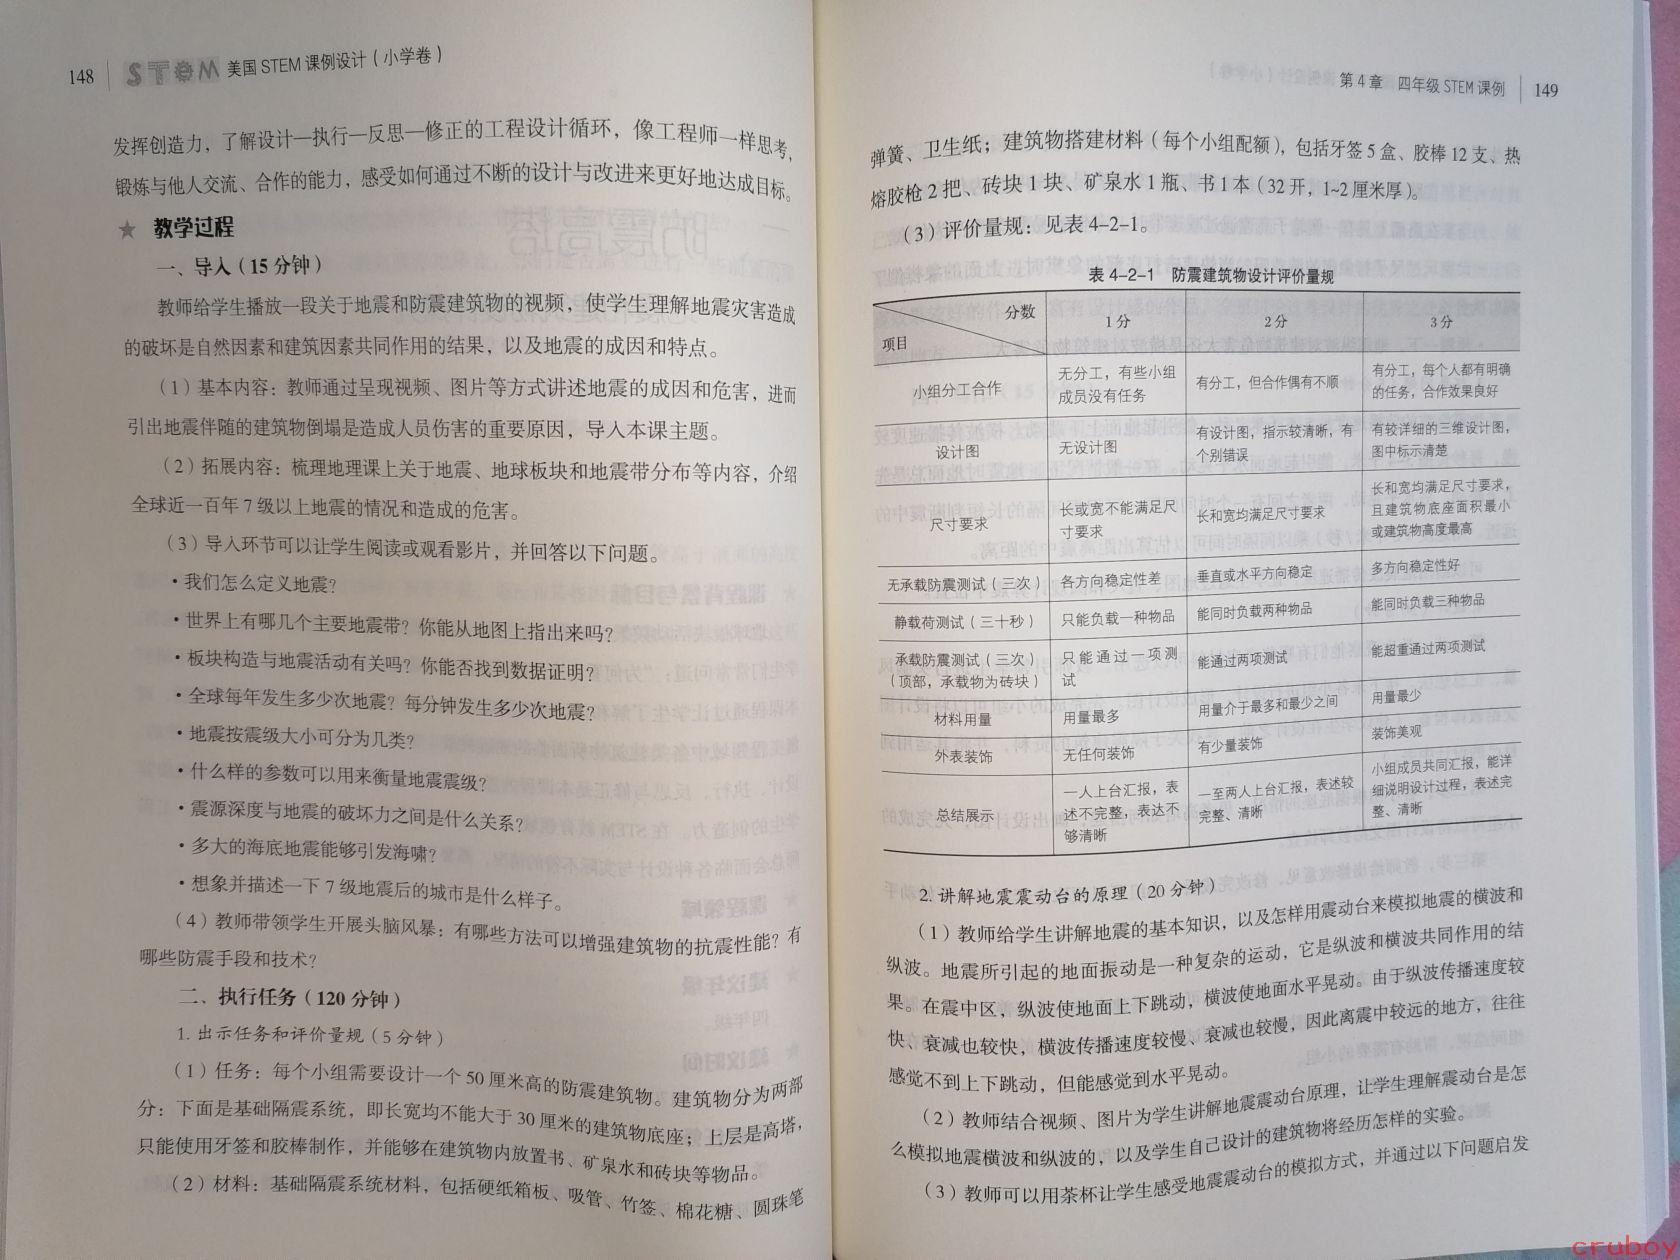 148 STEM 美国 STEM 课例设计（小学卷）
发挥创造力，了解设计—执行—反思—修正的工程设计循环，像工程师一样思考，
锻炼与他人交流、合作的能力，感受如何通过不断的设计与改进来更好地达成目标。
★ 教学过程
一、导入（15 分钟）
教师给学生播放一段关于地震和防震建筑物的视频，使学生理解地震灾害造成
的破坏是自然因素和建筑因素共同作用的结果，以及地震的成因和特点。
（1）基本内容：教师通过呈现视频、图片等方式讲述地震的成因和危害，进而
引出地震伴随的建筑物倒塌是造成人员伤害的重要原因，导入本课主题。
（2）拓展内容：梳理地理课上关于地震、地球板块和地震带分布等内容，介绍
全球近一百年 7 级以上地震的情况和造成的危害。
（3）导入环节可以让学生阅读或观看影片，并回答以下问题。
·我们怎么定义地震？
·世界上有哪几个主要地震带？你能从地图上指出来吗？
·板块构造与地震活动有关吗？你能否找到数据证明？
·全球每年发生多少次地震？每分钟发生多少次地震？
·地震按震级大小可分为几类？
·什么样的参数可以用来衡量地震震级？
·震源深度与地震的破坏力之间是什么关系？
·多大的海底地震能够引发海啸？
·想象并描述一下 7 级地震后的城市是什么样子。
（4）教师带领学生开展头脑风暴：有哪些方法可以增强建筑物的抗震性能？有
哪些防震手段和技术？
二、执行任务（120 分钟）
1. 出示任务和评价量规（5 分钟）
（1）任务：每个小组需要设计一个 50 厘米高的防震建筑物。建筑物分为两部
分：下面是基础隔震系统，即长宽均不能大于 30 厘米的建筑物底座；上层是高塔，
只能使用牙签和胶棒制作，并能够在建筑物内放置书、矿泉水和砖块等物品。
（2）材料：基础隔震系统材料，包括硬纸箱板、吸管、竹签、棉花糖、圆珠笔
第 4 章 四年级 STEM 课例 149
弹簧、卫生纸；建筑物搭建材料（每个小组配额），包括牙签 5 盒、胶棒 12 支、热
熔胶枪 2 把、砖块 1 块、矿泉水 1 瓶、书 1 本（32 开，1~2 厘米厚）。
（3）评价量规：见表 4-2-1。
表 4-2-1 防震建筑物设计评价量规
分数 项目 1 分 2 分 3 分
小组分工合作 无分工，有些小组成员没有任务 有分工，但合作偶有不顺 有分工，每个人都有明确的任务，合作效果良好
设计图 无设计图 有设计图，指示较清晰，有个别错误 有较详细的三维设计图，图中标示清楚
尺寸要求 长或宽不能满足尺寸要求 长和宽均满足尺寸要求 长和宽均满足尺寸要求，且建筑物底座面积最小或建筑物高度最高
无承载防震测试（三次） 各方向稳定性差 垂直或水平方向稳定 多方向稳定性好
静载荷测试（三十秒） 只能负载一种物品 能同时负载两种物品 能同时负载三种物品
承载防震测试（三次）（顶部，承载物为砖块） 只能通过一项测试 能通过两项测试 能超重通过两项测试
材料用量 用量最多 用量介于最多和最少之间 用量最少
外表装饰 无任何装饰 有少量装饰 装饰美观
总结展示 一人上台汇报，表述不完整，表达不够清晰 一至两人上台汇报，表述较完整、清晰 小组成员共同汇报，能详细说明设计过程，表述完整、清晰
2. 讲解地震震动台的原理（20 分钟）
（1）教师给学生讲解地震的基本知识，以及怎样用震动台来模拟地震的横波和
纵波。地震所引起的地面振动是一种复杂的运动，它是纵波和横波共同作用的结
果。在震中区，纵波使地面上下跳动，横波使地面水平晃动。由于纵波传播速度较
快、衰减也较快，横波传播速度较慢、衰减也较慢，因此离震中较远的地方，往往
感觉不到上下跳动，但能感觉到水平晃动。
（2）教师结合视频、图片为学生讲解地震震动台原理，让学生理解震动台是怎
么模拟地震横波和纵波的，以及学生自己设计的建筑物将经历怎样的实验。
（3）教师可以用茶杯让学生感受地震震动台的模拟方式，并通过以下问题启发
cruboy